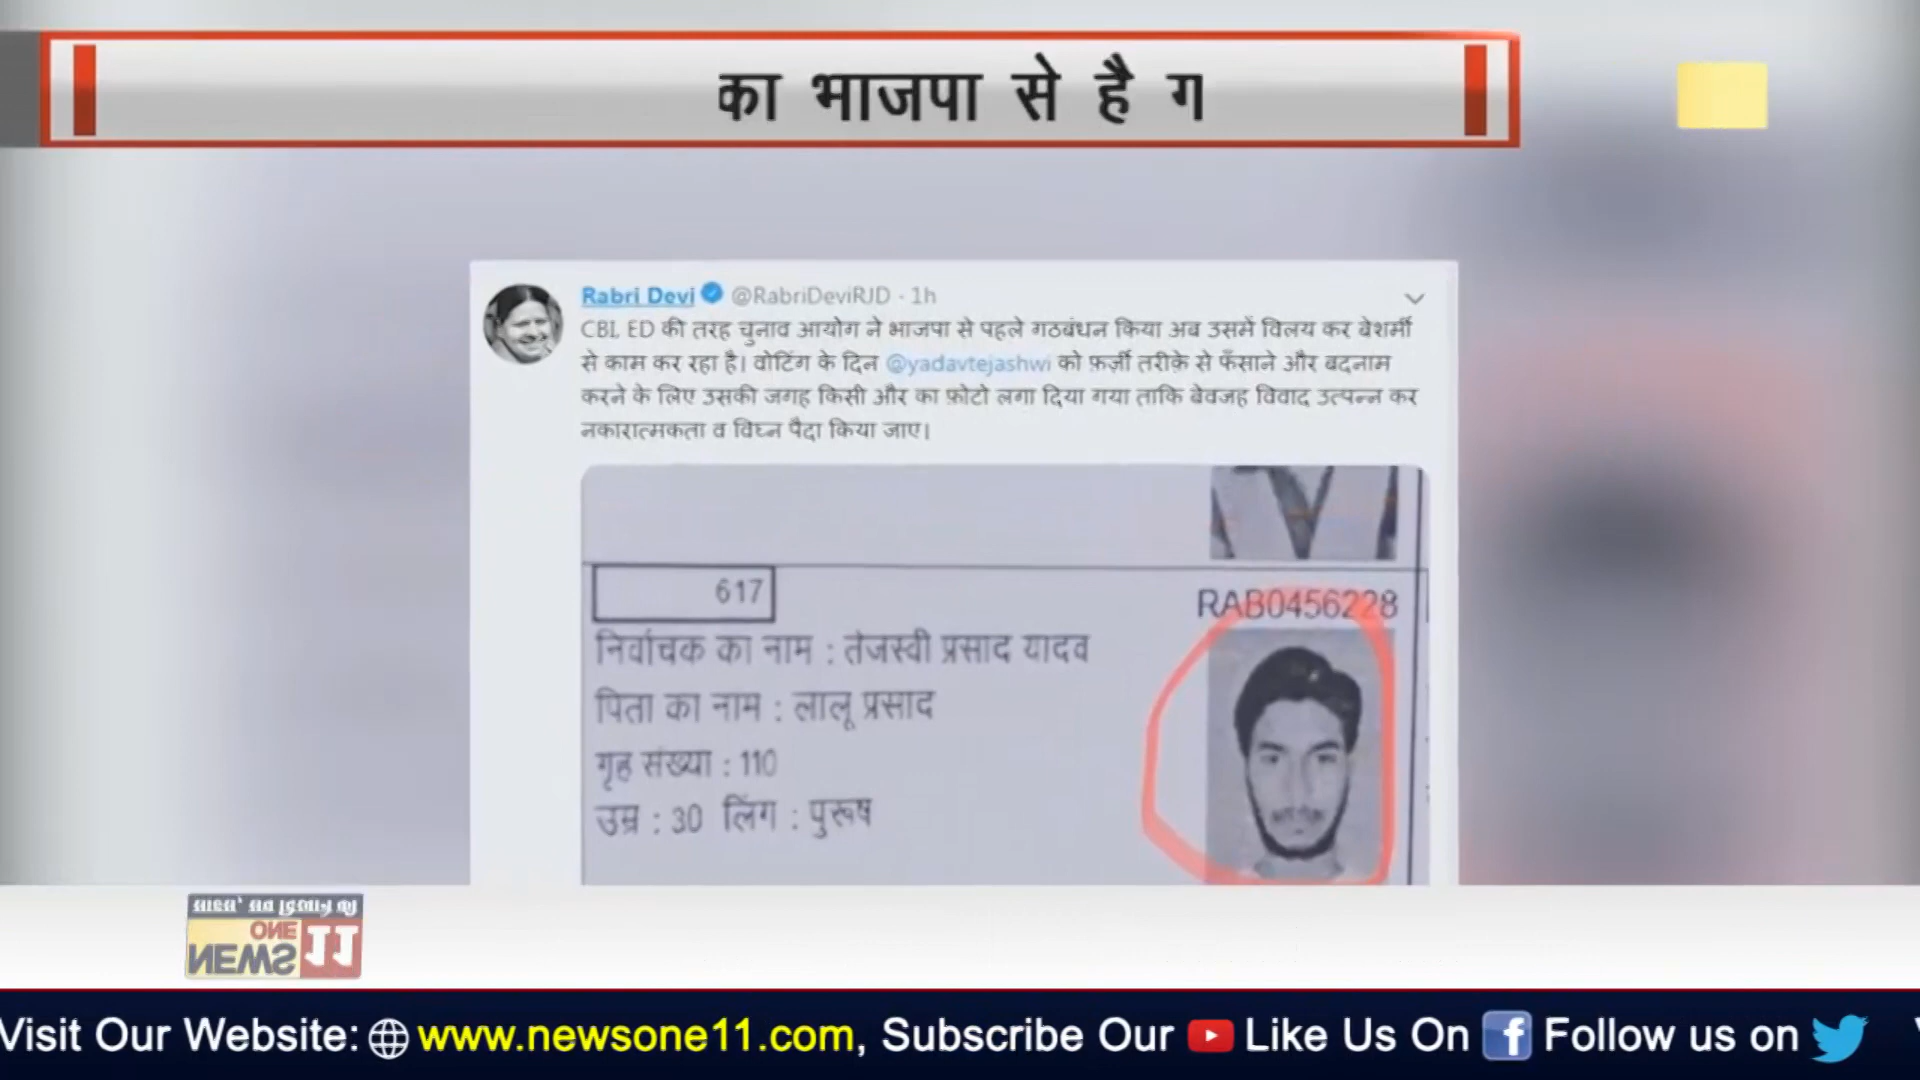 का भाजपा से है ग
Rabri Devi @RabriDeviRJD · 1h
CBI, ED की तरह चुनाव आयोग ने भाजपा से पहले गठबंधन किया अब उसमें विलय कर बेशर्मी
से काम कर रहा है। वोटिंग के दिन @yadavtejashwi को फ़र्ज़ी तरीक़े से फँसाने और बदनाम
करने के लिए उसकी जगह किसी और का फ़ोटो लगा दिया गया ताकि बेवजह विवाद उत्पन्न कर
नकारात्मकता व विघ्न पैदा किया जाए।
617
RAB0456228
निर्वाचक का नाम : तेजस्वी प्रसाद यादव
पिता का नाम : लालू प्रसाद
गृह संख्या : 110
उम्र : 30 लिंग : पुरूष
NEWS ONE 11
Visit Our Website: www.newsone11.com, Subscribe Our Like Us On Follow us on